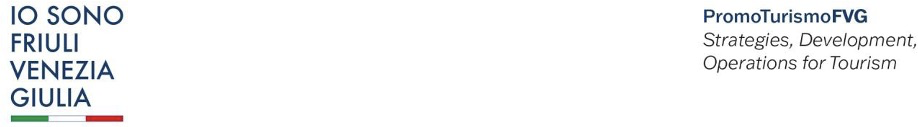 IO SONO
FRIULI
VENEZIA
GIULIA
PromoTurismoFVG
Strategies, Development,
Operations for Tourism